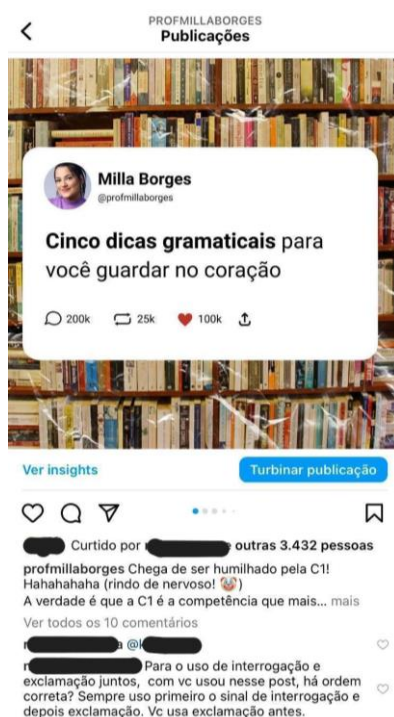 PROFMILLABORGES
Publicações
Milla Borges
@profmillaborges
Cinco dicas gramaticais para
você guardar no coração
200k 25k 100k
Ver insights
Turbinar publicação
Curtido por outras 3.432 pessoas
profmillaborges Chega de ser humilhado pela C1!
Hahahahaha (rindo de nervoso! 🤡)
A verdade é que a C1 é a competência que mais... mais
Ver todos os 10 comentários
Para o uso de interrogação e
exclamação juntos, com vc usou nesse post, há ordem
correta? Sempre uso primeiro o sinal de interrogação e
depois exclamação. Vc usa exclamação antes.